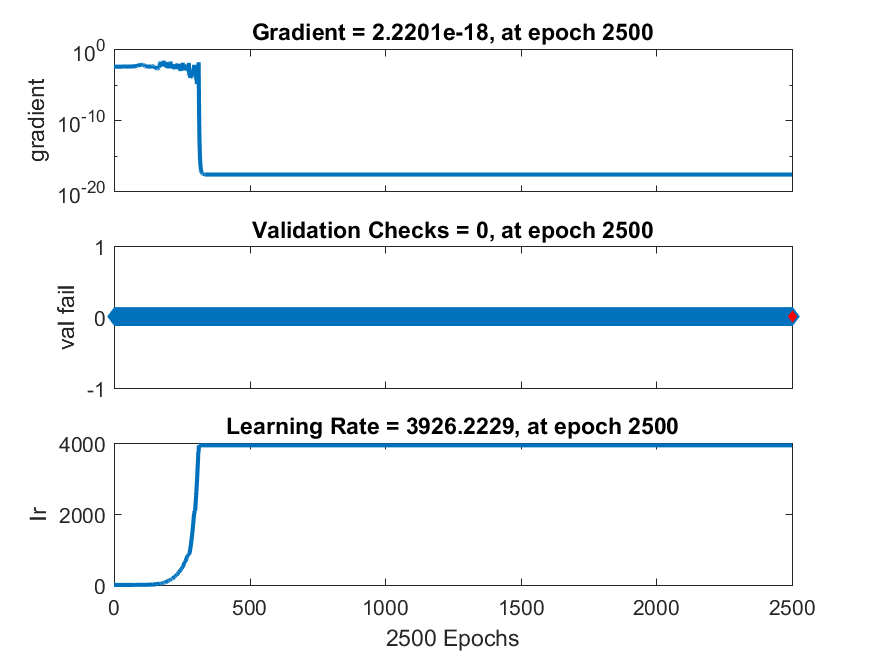 Gradient = 2.2201e-18, at epoch 2500
10^0
10^-10
10^-20
gradient
Validation Checks = 0, at epoch 2500
1
0
-1
val fail
Learning Rate = 3926.2229, at epoch 2500
4000
2000
0
lr
0 500 1000 1500 2000 2500
2500 Epochs